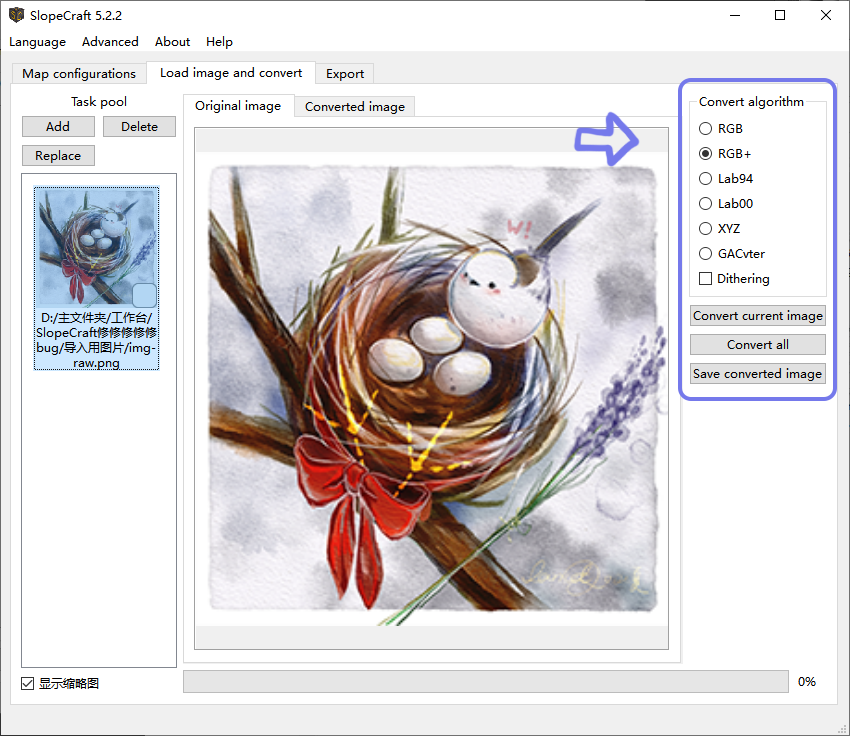 SlopeCraft 5.2.2
Language Advanced About Help
Map configurations Load image and convert Export
Task pool
Add Delete
Replace
D:/主文件夹/工作台/
SlopeCraft修修修修修
bug/导入用图片/img-
raw.png
显示缩略图
Original image Converted image
W!
Convert algorithm
RGB
RGB+
Lab94
Lab00
XYZ
GACvter
Dithering
Convert current image
Convert all
Save converted image
0%